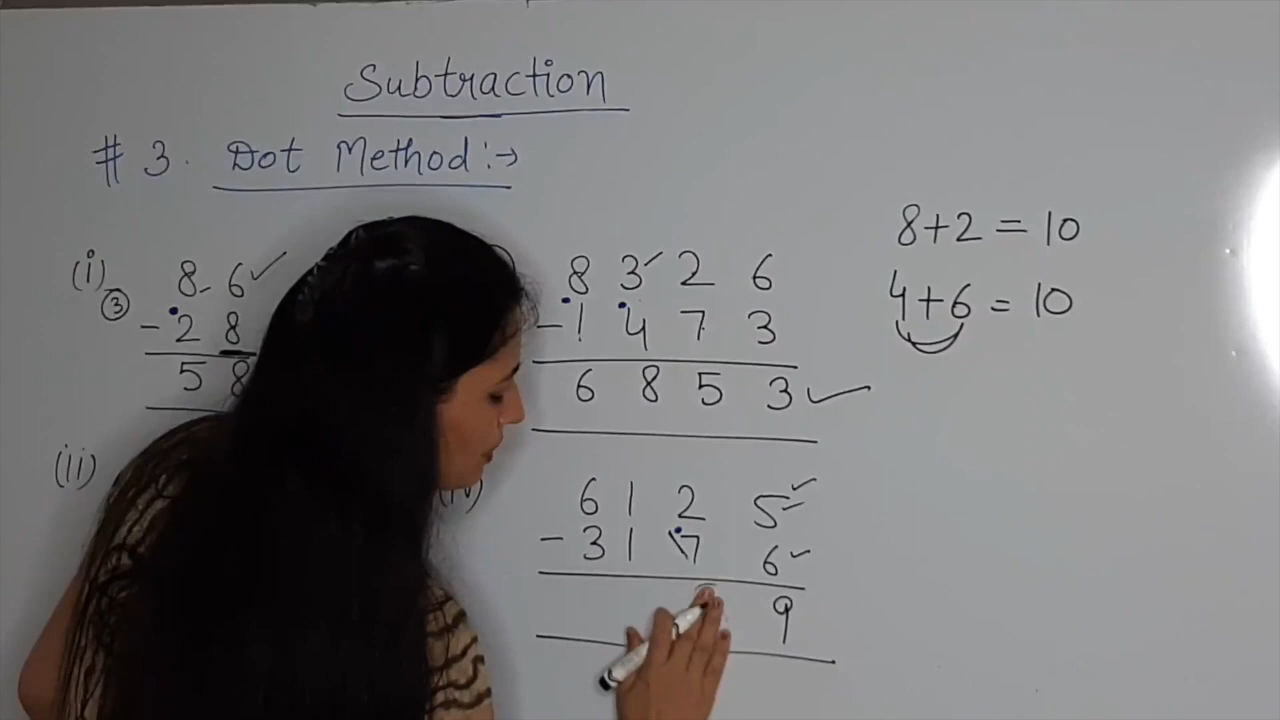 Subtraction
# 3. Dot Method:→
(i) 8 6 ✓
③
- 2 8
5 8
8 3 ✓ 2 6
- 1 4 7 3
6 8 5 3 ✓
8+2 = 10
4+6 = 10
(ii)
(iv) 6 1 2 5 ✓
- 3 1 7 6 ✓
9